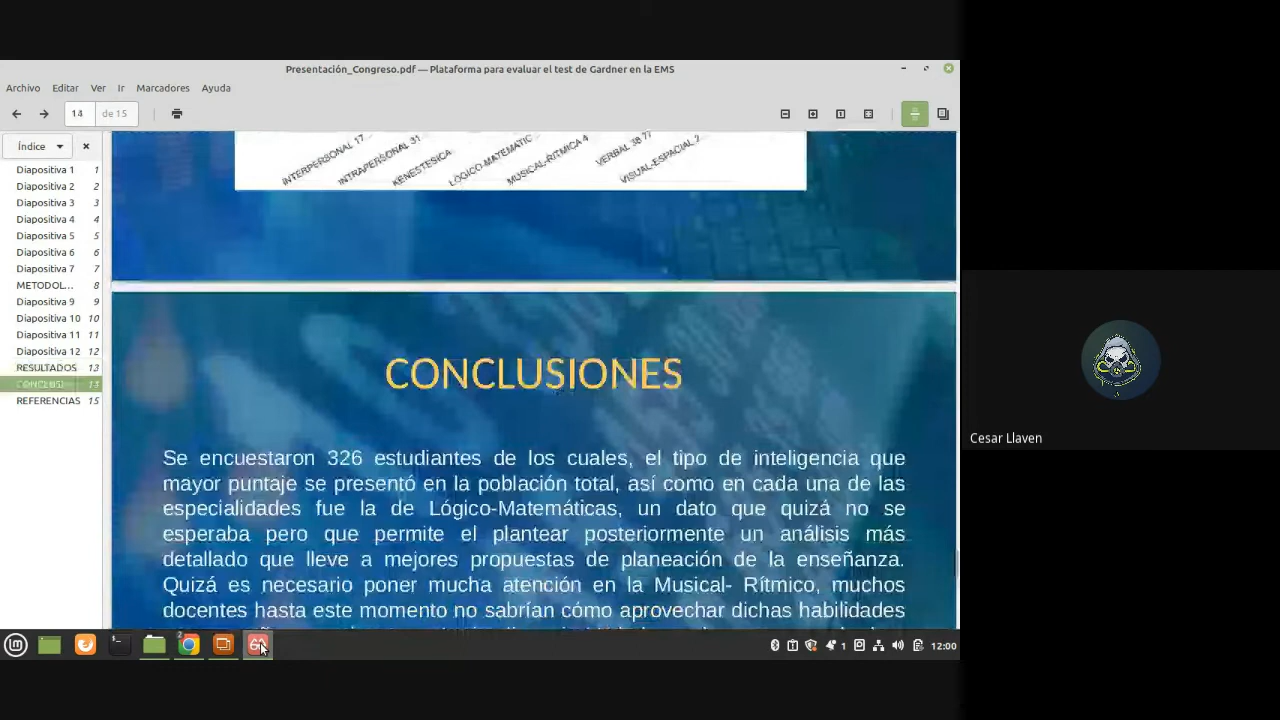 Presentación_Congreso.pdf — Plataforma para evaluar el test de Gardner en la EMS
Archivo Editar Ver Ir Marcadores Ayuda
14 de 15
Índice
Diapositiva 1 1
Diapositiva 2 2
Diapositiva 3 3
Diapositiva 4 4
Diapositiva 5 5
Diapositiva 6 6
Diapositiva 7 7
METODOL... 8
Diapositiva 9 9
Diapositiva 10 10
Diapositiva 11 11
Diapositiva 12 12
RESULTADOS 13
CONCLUSI... 13
REFERENCIAS 15
INTERPERSONAL 17...
INTRAPERSONAL 31
KENESTESICA
LÓGICO-MATEMATIC
MUSICAL-RÍTMICA 4
VERBAL 38 77
VISUAL-ESPACIAL 2
CONCLUSIONES
Se encuestaron 326 estudiantes de los cuales, el tipo de inteligencia que
mayor puntaje se presentó en la población total, así como en cada una de las
especialidades fue la de Lógico-Matemáticas, un dato que quizá no se
esperaba pero que permite el plantear posteriormente un análisis más
detallado que lleve a mejores propuestas de planeación de la enseñanza.
Quizá es necesario poner mucha atención en la Musical- Rítmico, muchos
docentes hasta este momento no sabrían cómo aprovechar dichas habilidades
Cesar Llaven
2
1
12:00